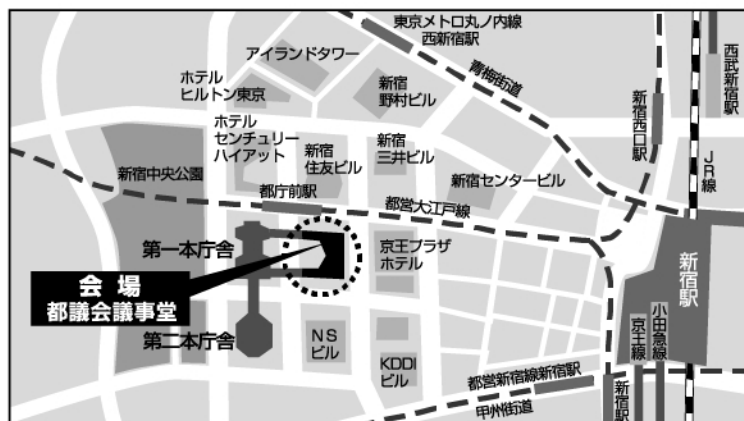 東京メトロ丸ノ内線
西新宿駅
アイランドタワー
青梅街道
西武新宿駅
ホテル
ヒルトン東京
新宿
野村ビル
新宿西口駅
JR線
ホテル
センチュリー
ハイアット
新宿
住友ビル
新宿
三井ビル
新宿中央公園
新宿センタービル
都庁前駅
都営大江戸線
第一本庁舎
京王プラザ
ホテル
新宿駅
会場
都議会議事堂
第二本庁舎
NS
ビル
KDDI
ビル
小田急線
京王線
都営新宿線新宿駅
新宿駅
甲州街道